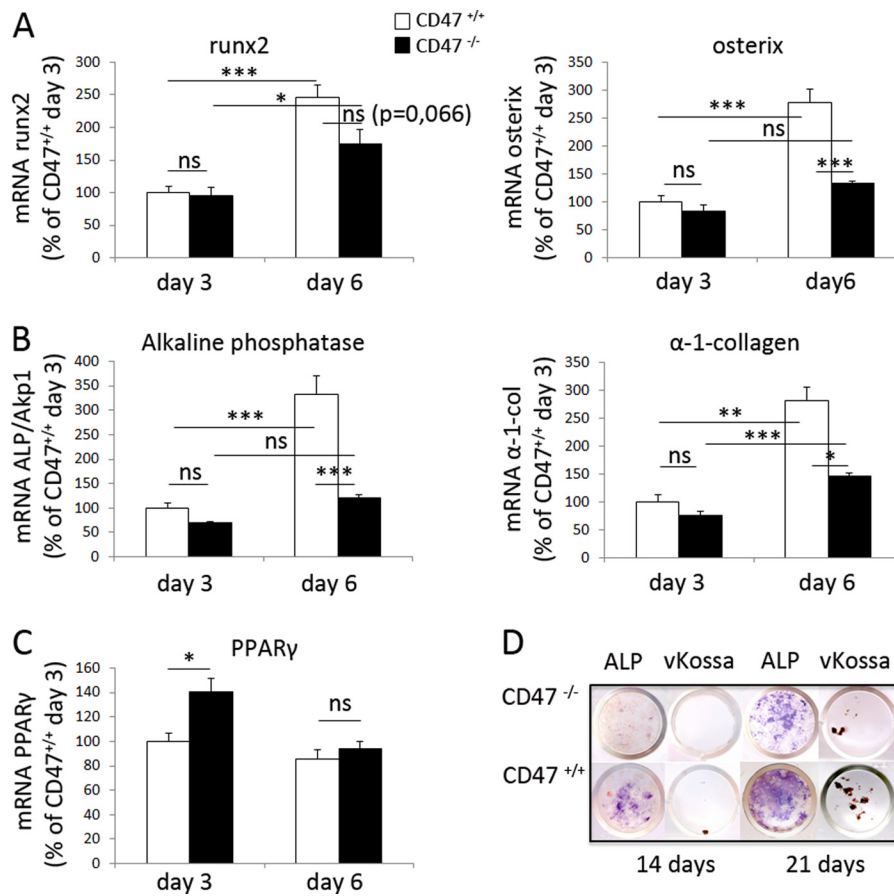 A
CD47 +/+
CD47 -/-
runx2
mRNA runx2
(% of CD47+/+ day 3)
300
250
200
150
100
50
0
***
*
ns (p=0,066)
ns
day 3
day 6
osterix
mRNA osterix
(% of CD47+/+ day 3)
350
300
250
200
150
100
50
0
***
ns
***
ns
day 3
day6
B
Alkaline phosphatase
mRNA ALP/Akp1
(% of CD47+/+ day 3)
400
350
300
250
200
150
100
50
0
***
ns
ns
***
day 3
day 6
α-1-collagen
mRNA α-1-col
(% of CD47+/+ day 3)
350
300
250
200
150
100
50
0
**
***
ns
*
day 3
day 6
C
PPARγ
mRNA PPARγ
(% of CD47+/+ day 3)
160
140
120
100
80
60
40
20
0
*
ns
day 3
day 6
D
ALP vKossa ALP vKossa
CD47 -/-
CD47 +/+
14 days 21 days